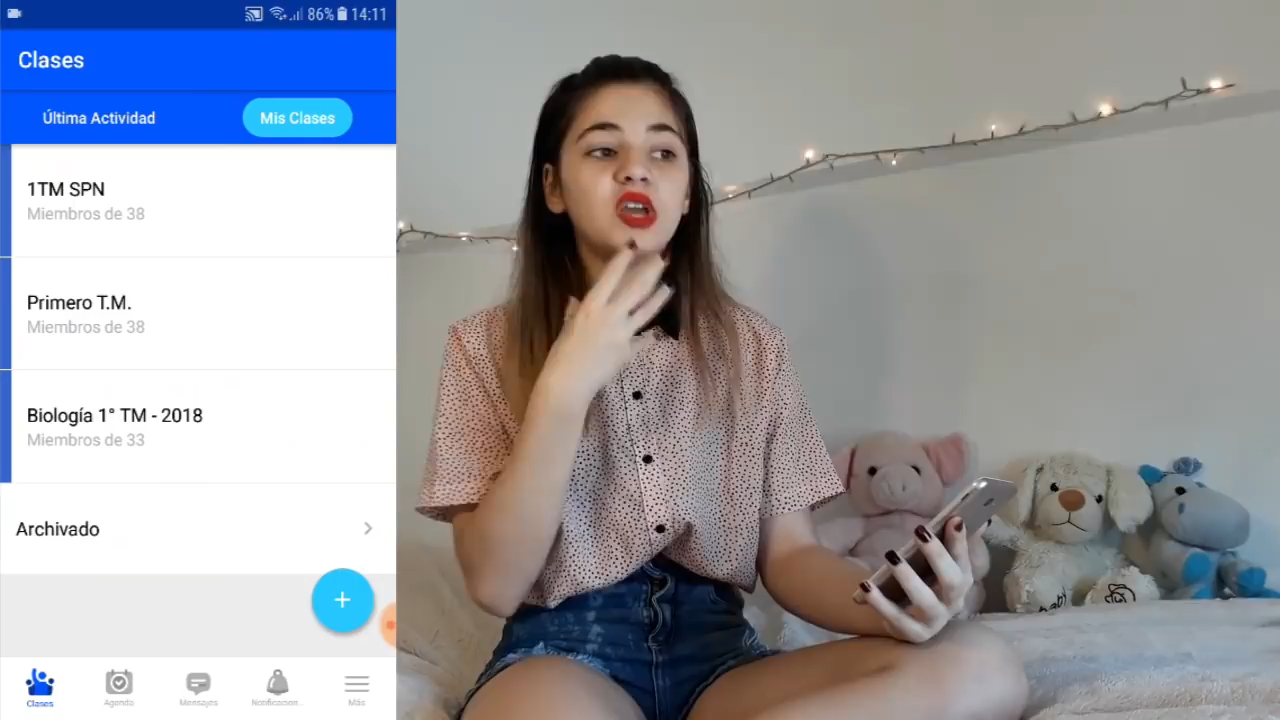 86% 14:11
Clases
Última Actividad
Mis Clases
1TM SPN
Miembros de 38
Primero T.M.
Miembros de 38
Biología 1° TM - 2018
Miembros de 33
Archivado
+
Clases
Agenda
Mensajes
Notificacion...
Más